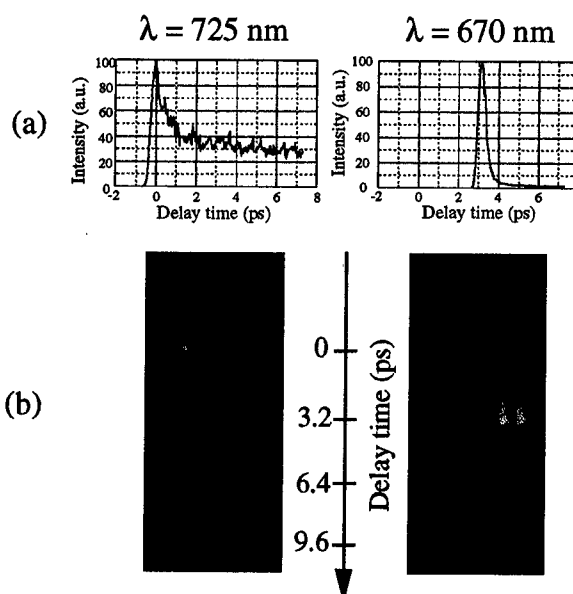 λ = 725 nm
λ = 670 nm
(a)
Intensity (a.u.)
100
80
60
40
20
0
-2 0 2 4 6 8
Delay time (ps)
Intensity (a.u.)
100
80
60
40
20
0
-2 0 2 4 6
Delay time (ps)
(b)
0
3.2
6.4
9.6
Delay time (ps)